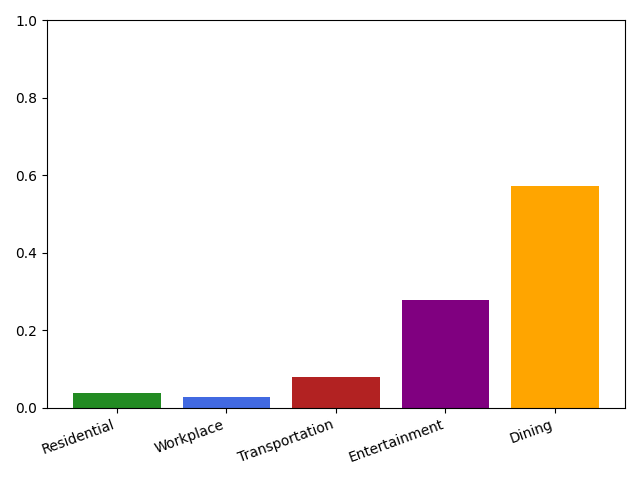 1.0
0.8
0.6
0.4
0.2
0.0
Residential
Workplace
Transportation
Entertainment
Dining